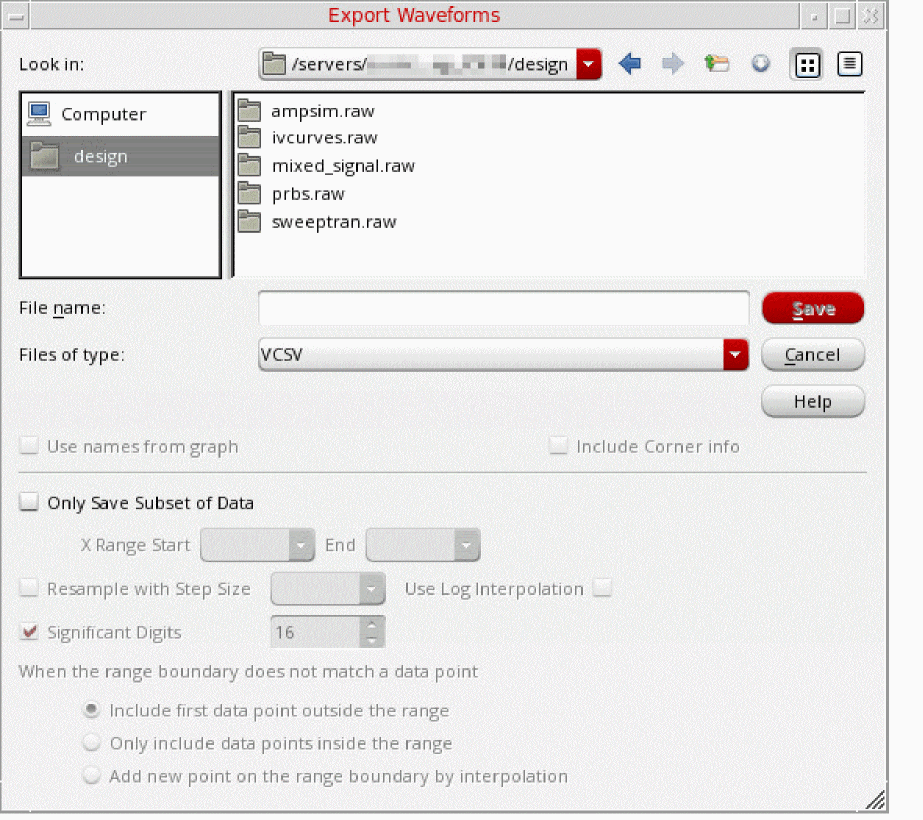 Export Waveforms
Look in:
/servers/ /design
Computer
design
ampsim.raw
ivcurves.raw
mixed_signal.raw
prbs.raw
sweeptran.raw
File name:
Save
Files of type:
VCSV
Cancel
Help
Use names from graph
Include Corner info
Only Save Subset of Data
X Range Start
End
Resample with Step Size
Use Log Interpolation
Significant Digits
16
When the range boundary does not match a data point
Include first data point outside the range
Only include data points inside the range
Add new point on the range boundary by interpolation